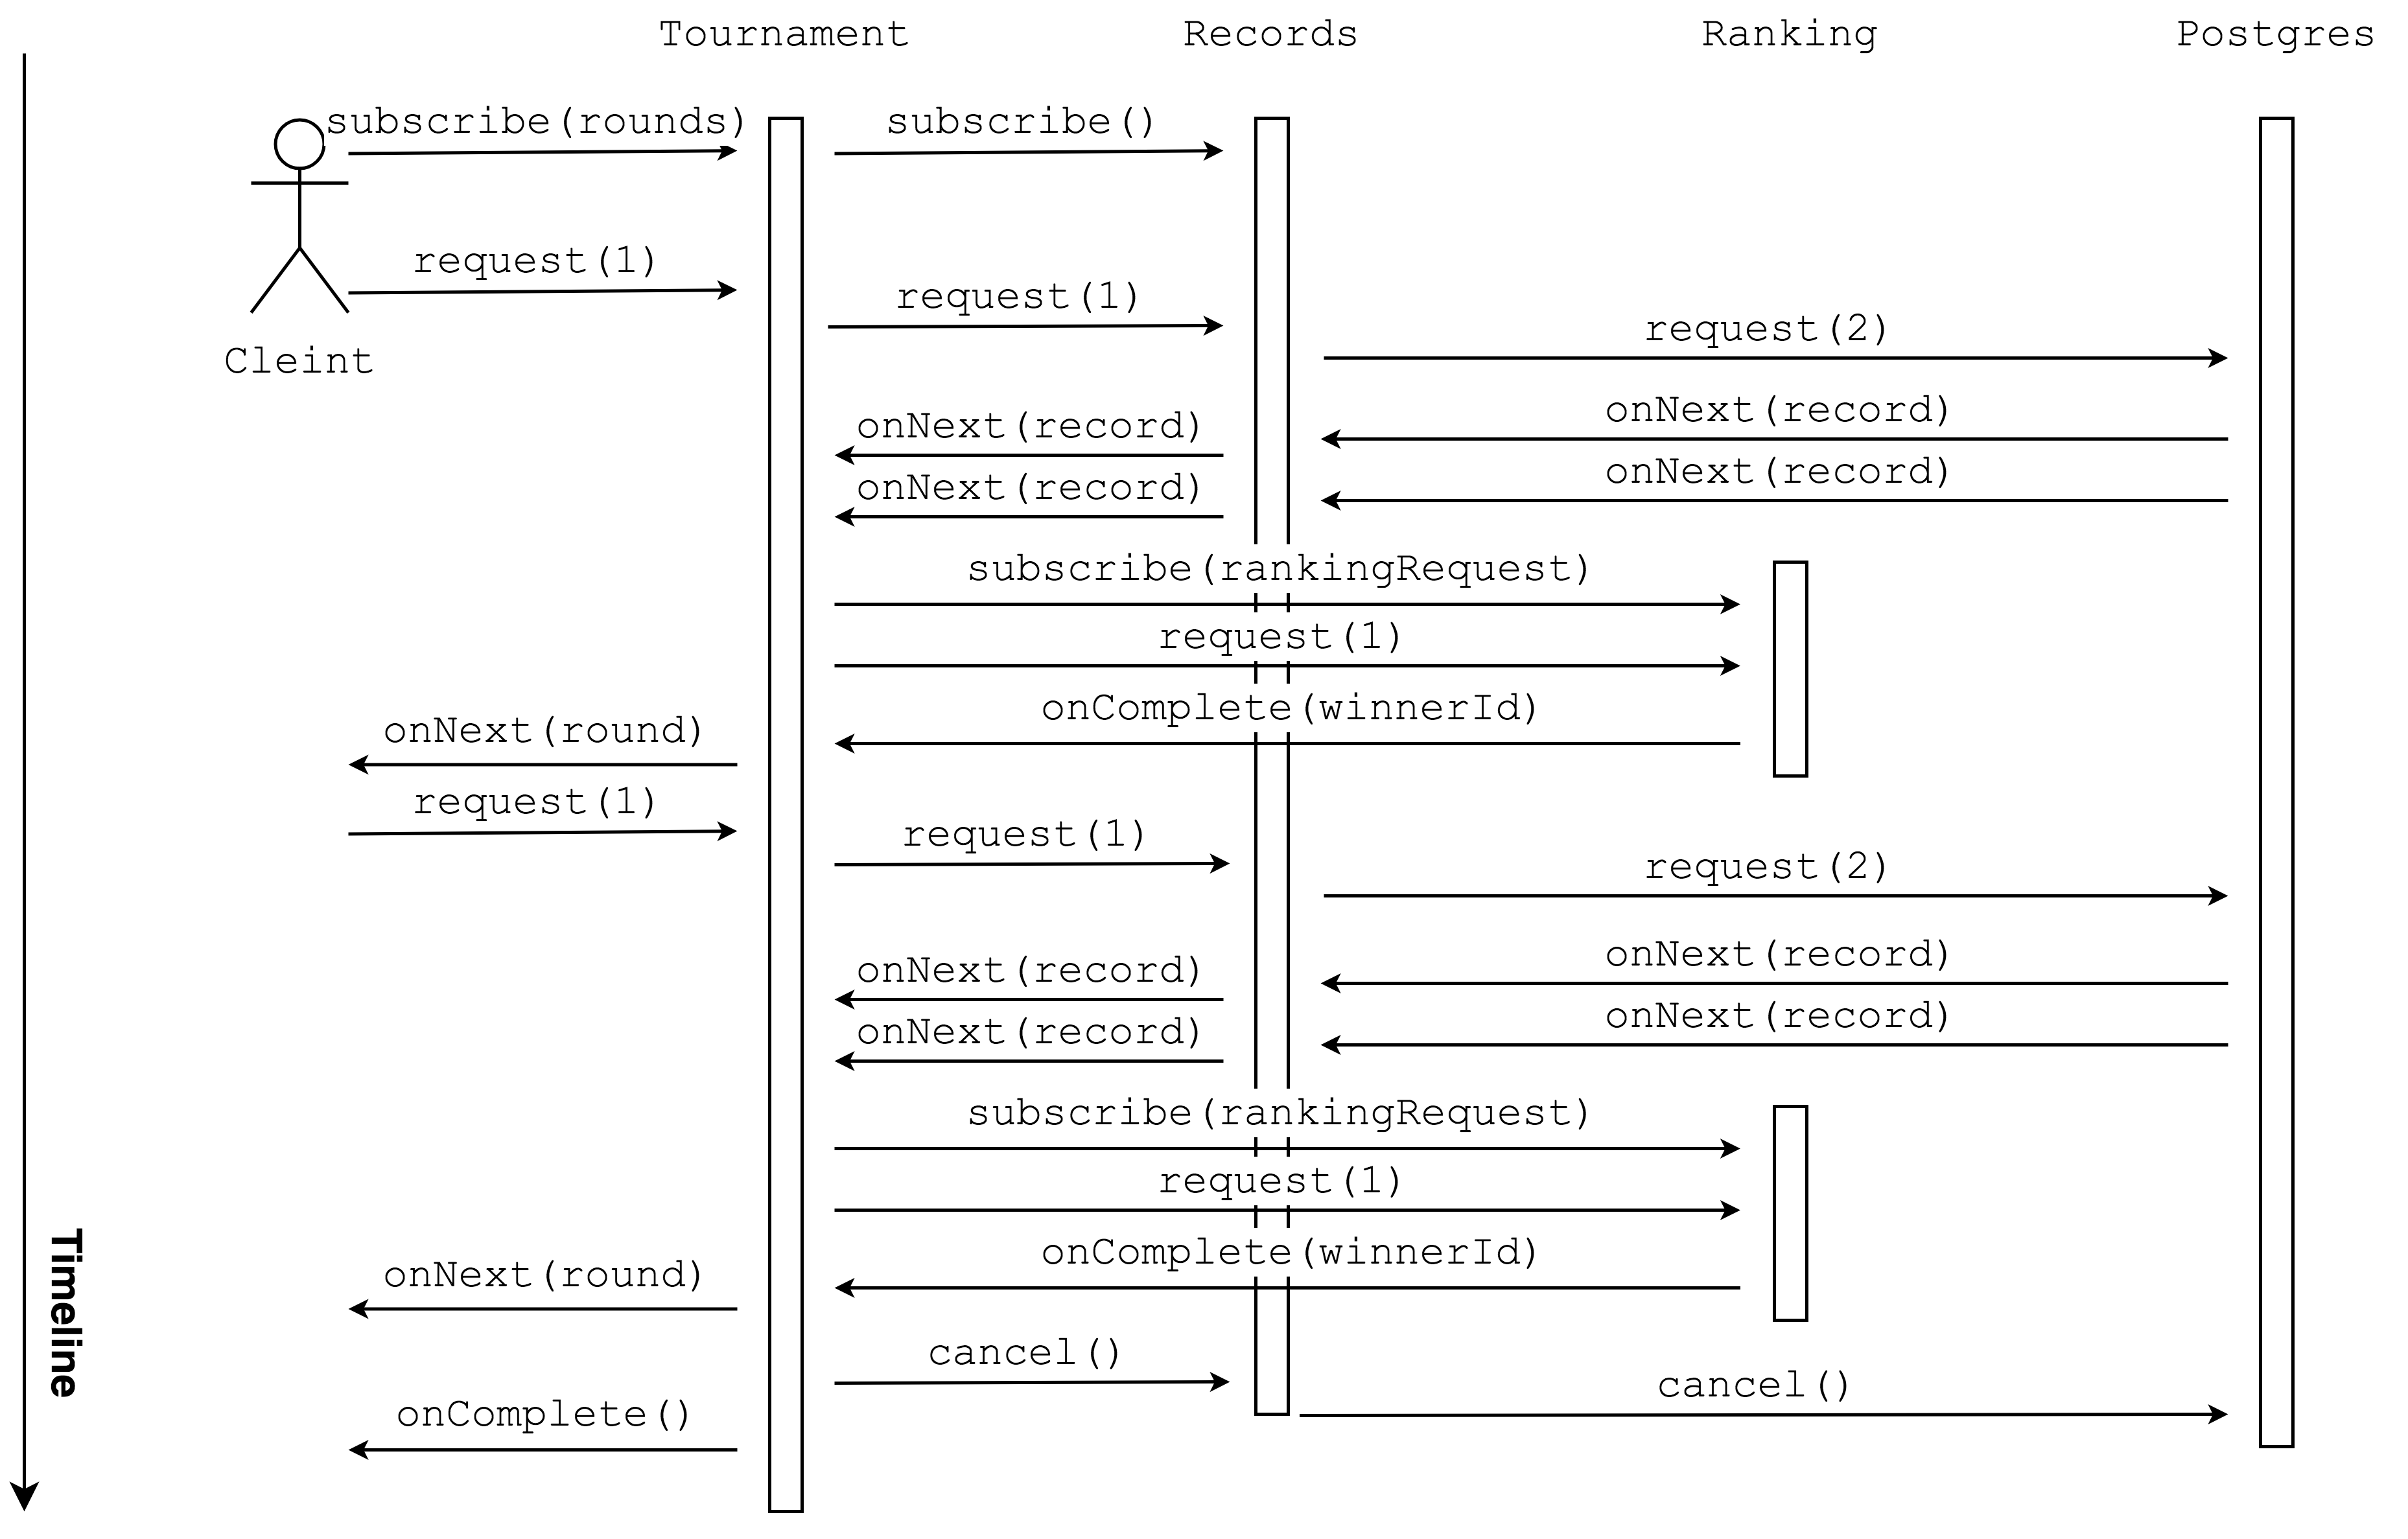 Tournament
Records
Ranking
Postgres
subscribe(rounds)
subscribe()
request(1)
request(1)
request(2)
Cleint
onNext(record)
onNext(record)
onNext(record)
onNext(record)
subscribe(rankingRequest)
request(1)
onComplete(winnerId)
onNext(round)
request(1)
request(1)
request(2)
onNext(record)
onNext(record)
onNext(record)
onNext(record)
subscribe(rankingRequest)
request(1)
onComplete(winnerId)
onNext(round)
Timeline
cancel()
cancel()
onComplete()